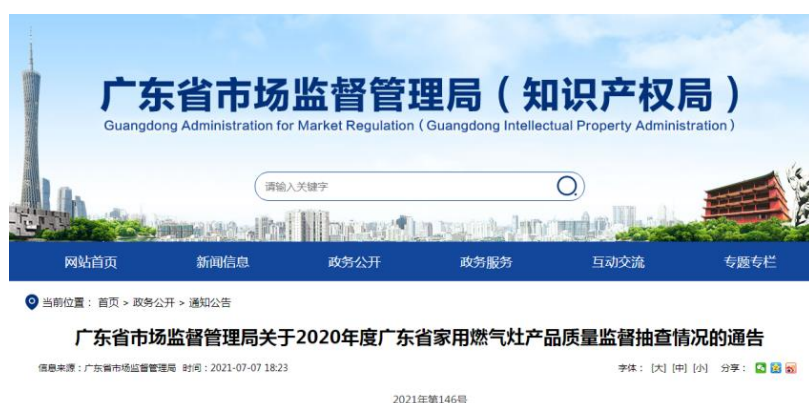 广东省市场监督管理局（知识产权局）
Guangdong Administration for Market Regulation ( Guangdong Intellectual Property Administration )
请输入关键字
网站首页 新闻信息 政务公开 政务服务 互动交流 专题专栏
当前位置： 首页 > 政务公开 > 通知公告
广东省市场监督管理局关于2020年度广东省家用燃气灶产品质量监督抽查情况的通告
信息来源：广东省市场监督管理局 时间：2021-07-07 18:23 字体： [大] [中] [小] 分享：
2021年第146号